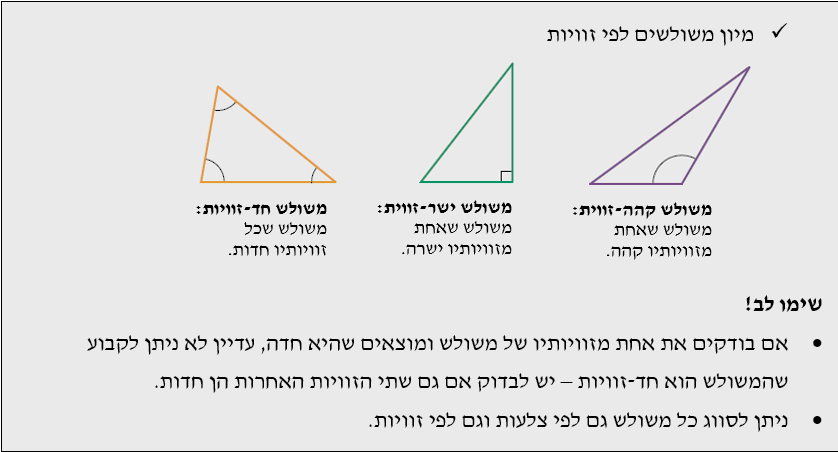 ✓ מיון משולשים לפי זוויות
משולש קהה-זווית:
משולש שאחת
מזוויותיו קהה.
משולש ישר-זווית:
משולש שאחת
מזוויותיו ישרה.
משולש חד-זוויות:
משולש שכל
זוויותיו חדות.
שימו לב!
• אם בודקים את אחת מזוויותיו של משולש ומוצאים שהיא חדה, עדיין לא ניתן לקבוע
שהמשולש הוא חד-זוויות – יש לבדוק אם גם שתי הזוויות האחרות הן חדות.
• ניתן לסווג כל משולש גם לפי צלעות וגם לפי זוויות.